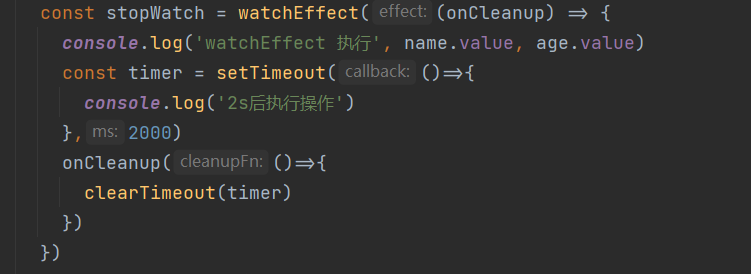 const stopWatch = watchEffect( effect: (onCleanup) => {
console.log('watchEffect 执行', name.value, age.value)
const timer = setTimeout( callback: ()=>{
console.log('2s后执行操作')
}, ms: 2000)
onCleanup( cleanupFn: ()=>{
clearTimeout(timer)
})
})